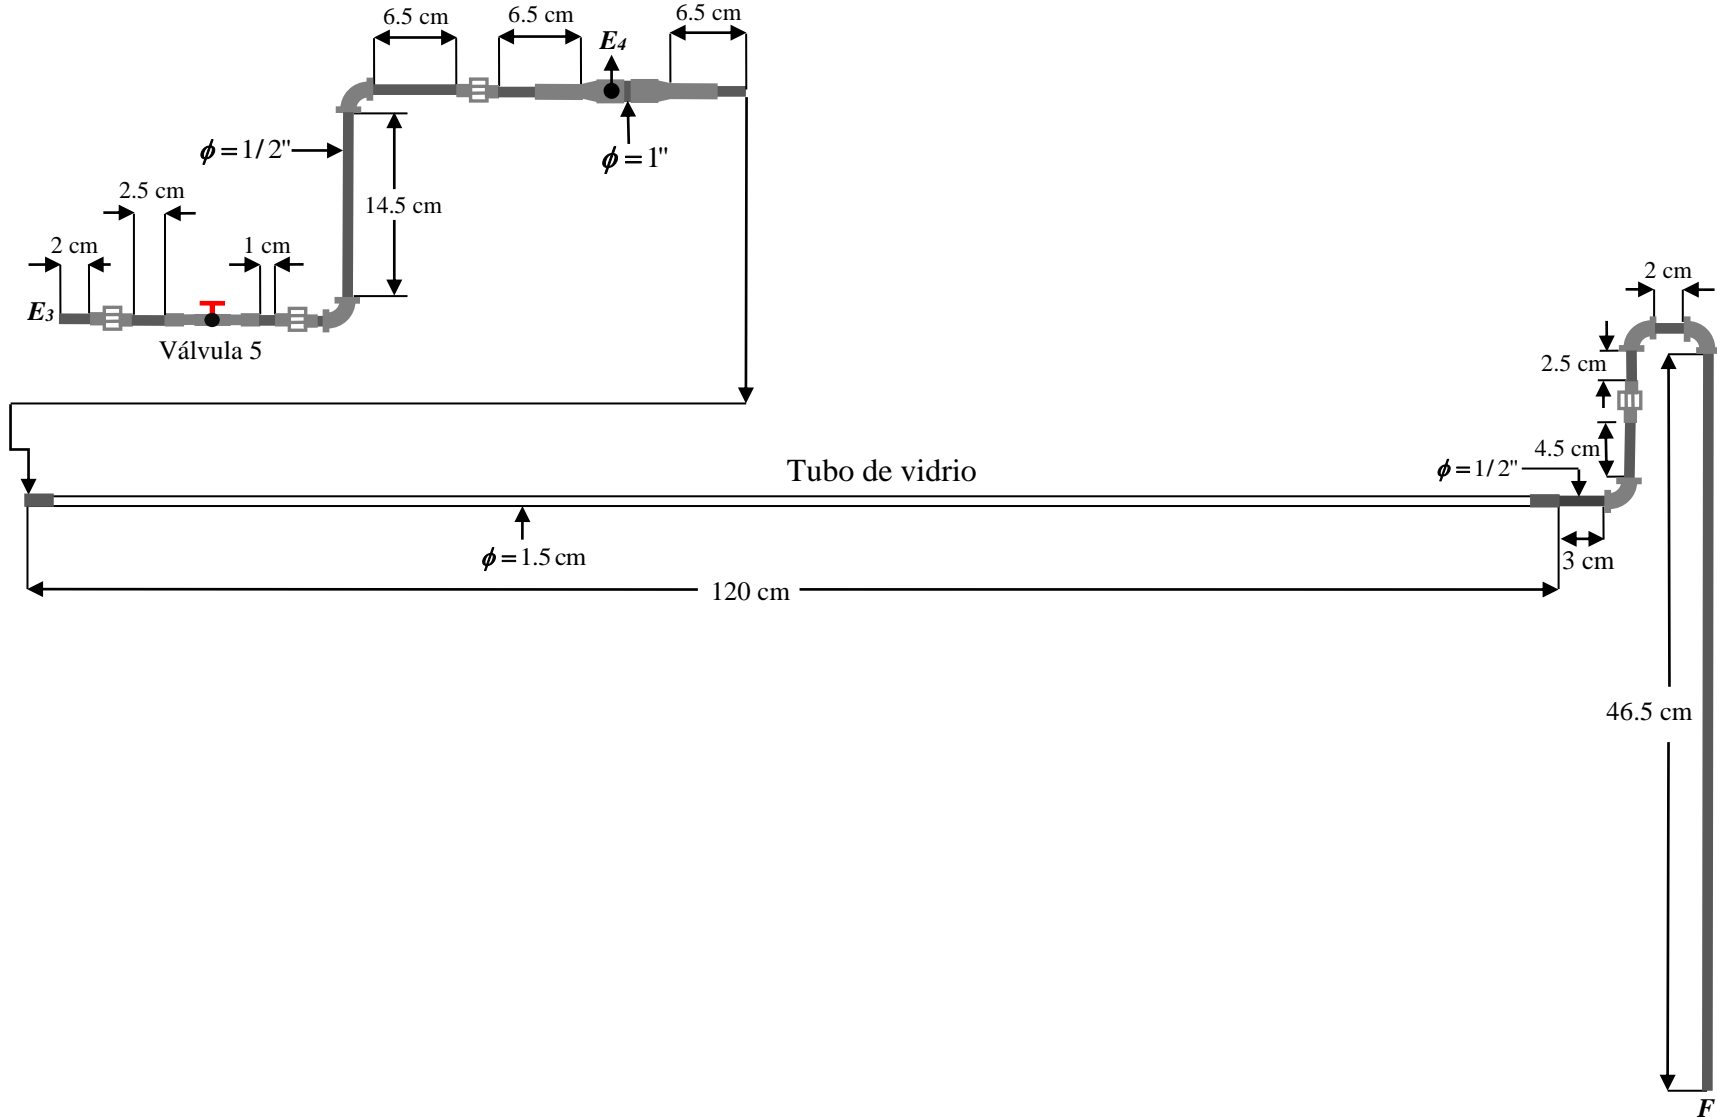 6.5 cm
6.5 cm
6.5 cm
E4
ϕ = 1/2"
ϕ = 1"
2.5 cm
14.5 cm
2 cm
1 cm
E3
Válvula 5
2 cm
2.5 cm
4.5 cm
Tubo de vidrio
ϕ = 1/2"
ϕ = 1.5 cm
3 cm
120 cm
46.5 cm
F